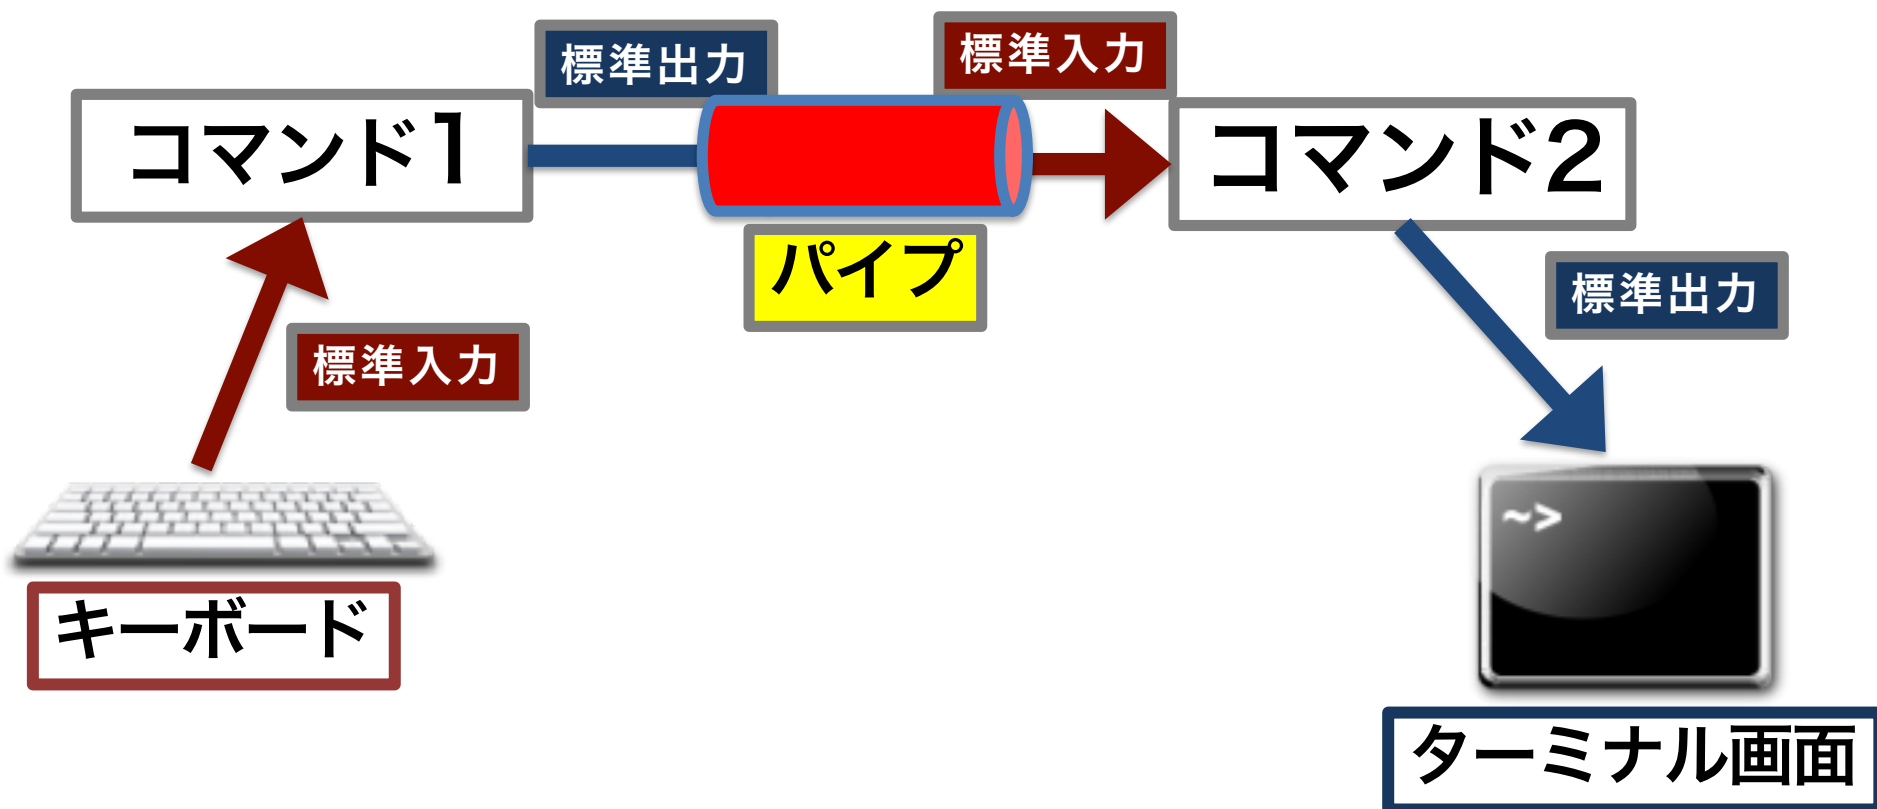 標準出力
標準入力
コマンド1
コマンド2
パイプ
標準出力
標準入力
~>
キーボード
ターミナル画面